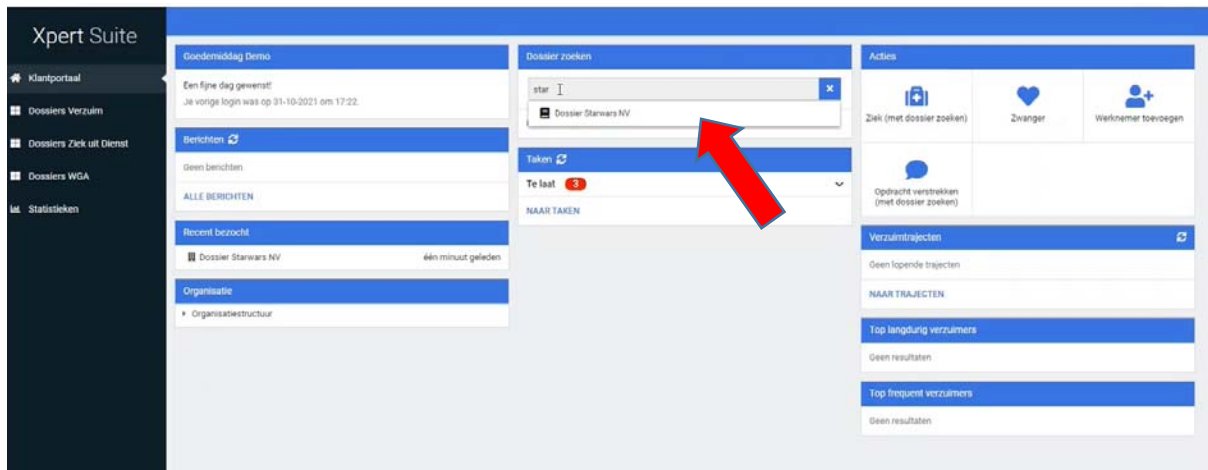 Xpert Suite
Klantportaal
Dossiers Verzuim
Dossiers Ziek uit Dienst
Dossiers WGA
Statistieken
Goedemiddag Demo
Een fijne dag gewenst!
Je vorige login was op 31-10-2021 om 17:22.
Berichten
Geen berichten
ALLE BERICHTEN
Recent bezocht
Dossier Starwars NV één minuut geleden
Organisatie
Organisatiestructuur
Dossier zoeken
star
Dossier Starwars NV
Taken
Te laat 3
NAAR TAKEN
Acties
Ziek (met dossier zoeken)
Zwanger
Werknemer toevoegen
Opdracht verstrekken
(met dossier zoeken)
Verzuimtrajecten
Geen lopende trajecten
NAAR TRAJECTEN
Top langdurig verzuimers
Geen resultaten
Top frequent verzuimers
Geen resultaten